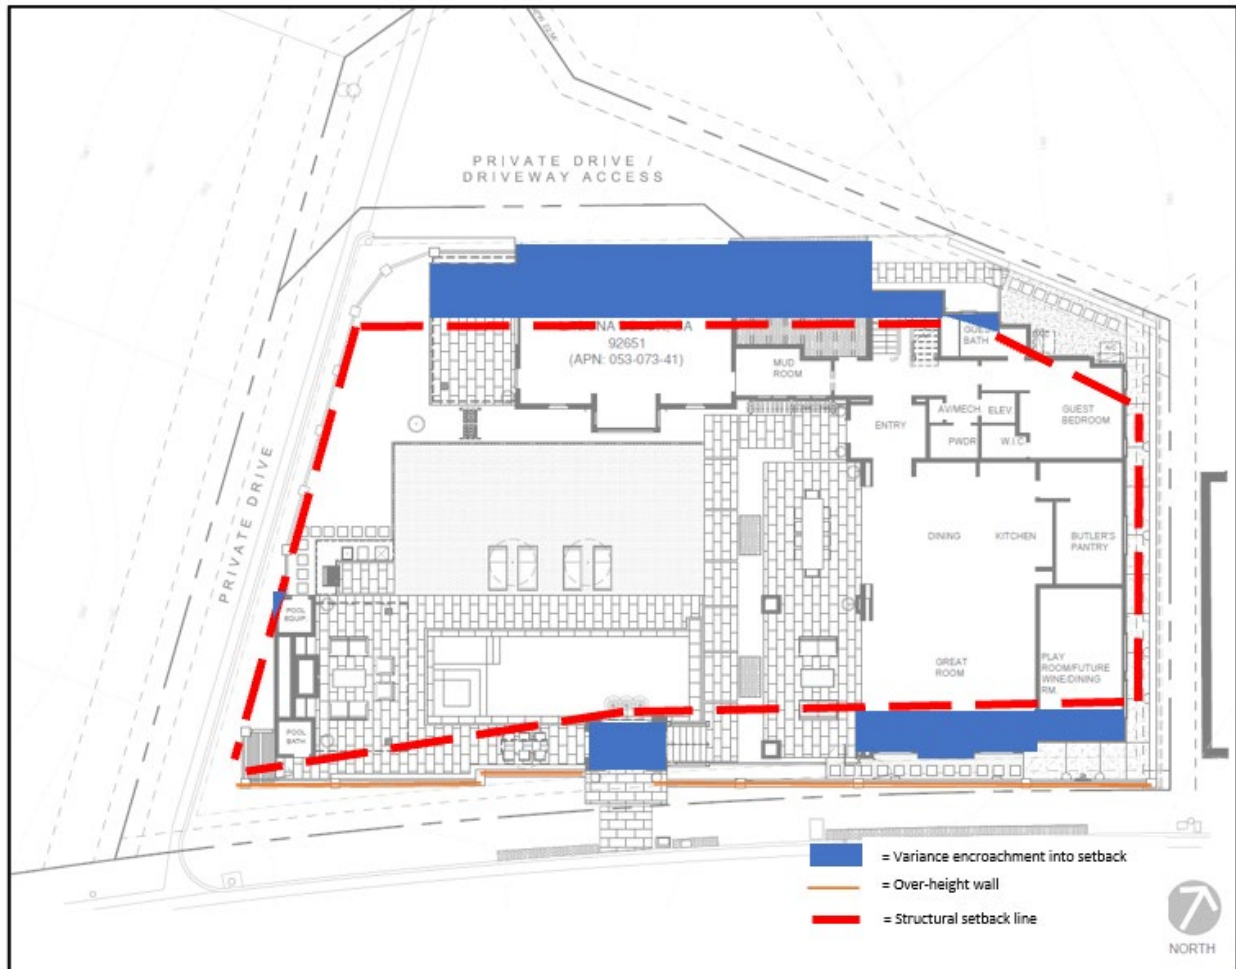 PRIVATE DRIVE /
DRIVEWAY ACCESS
92651
(APN: 053-073-41)
MUD
ROOM
GUEST
BATH
UP
ENTRY
AV/MECH.
ELEV.
PWDR
W.I.C
GUEST
BEDROOM
PRIVATE DRIVE
DINING
KITCHEN
BUTLER'S
PANTRY
POOL
EQUIP.
GREAT
ROOM
PLAY
ROOM/FUTURE
WINE/DINING
RM.
POOL
BATH
= Variance encroachment into setback
= Over-height wall
= Structural setback line
NORTH